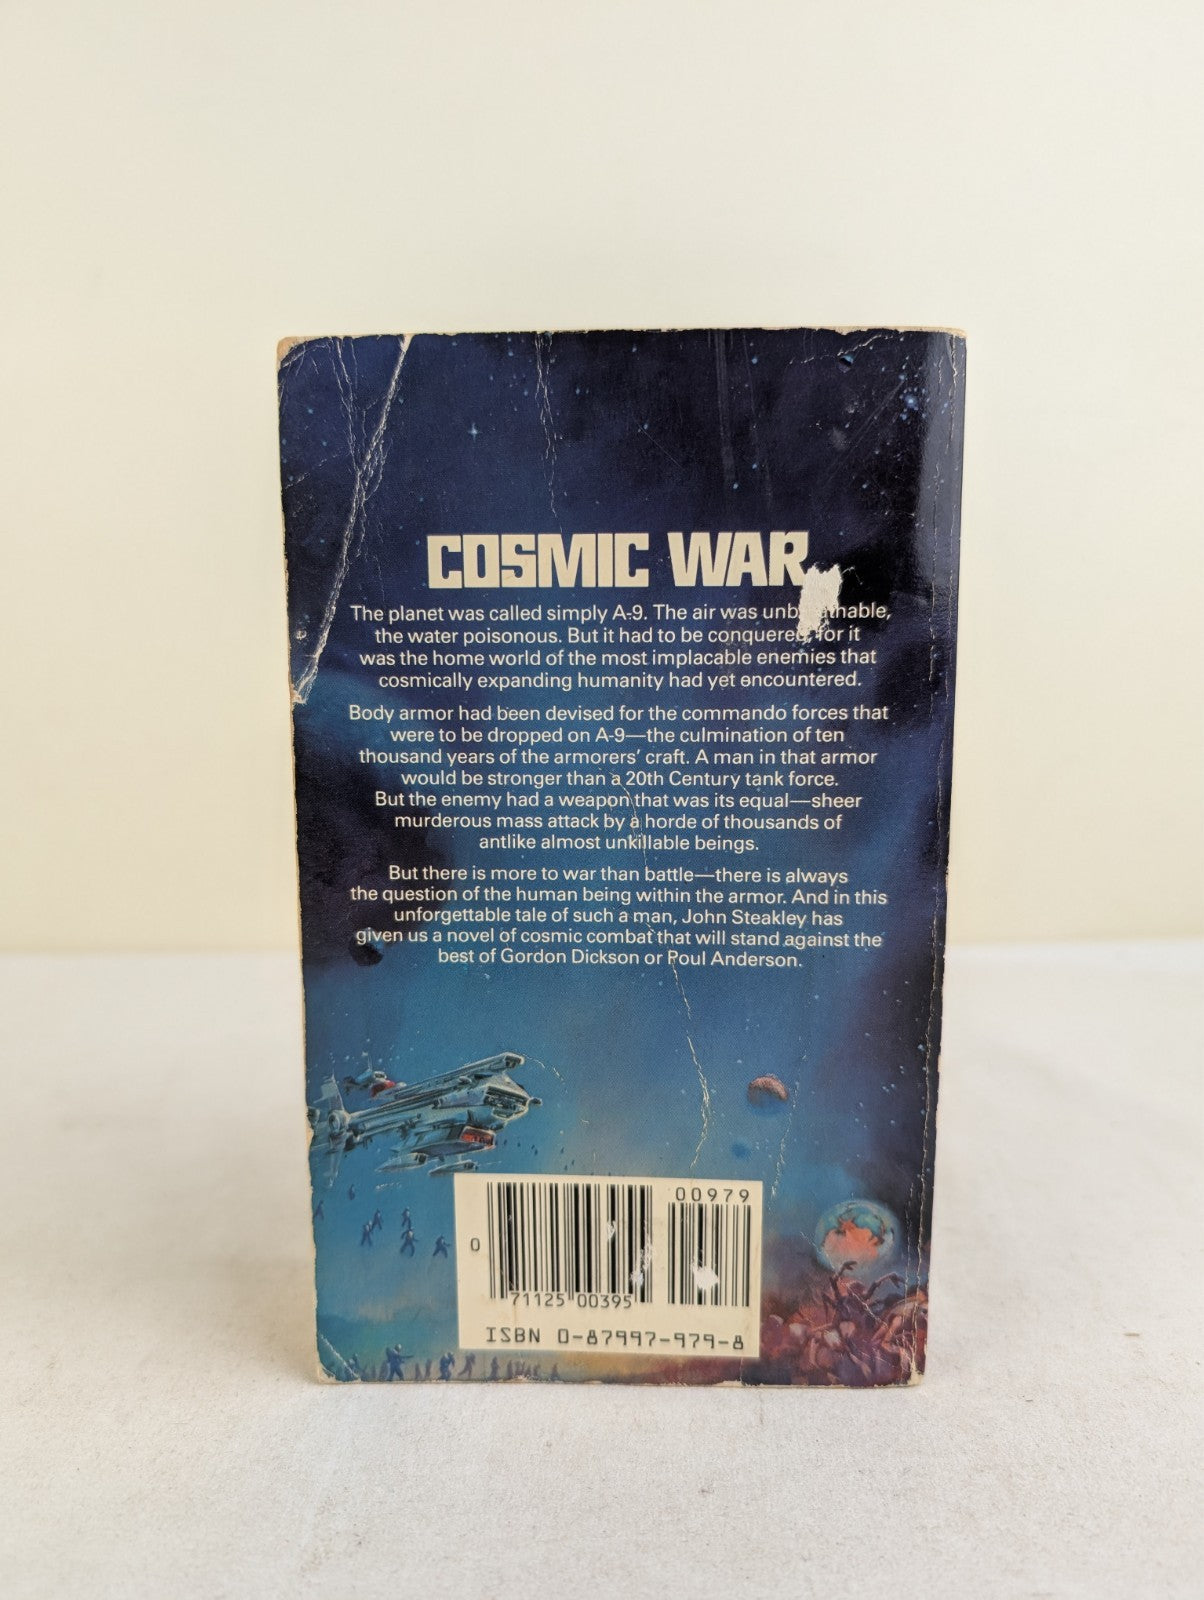 COSMIC WAR
The planet was called simply A-9. The air was
the water poisonous. But it had to be conquered, for it
was the home world of the most implacable enemies that
cosmically expanding humanity had yet encountered.
Body armor had been devised for the commando forces that
were to be dropped on A-9—the culmination of ten
thousand years of the armorers' craft. A man in that armor
would be stronger than a 20th Century tank force.
But the enemy had a weapon that was its equal—sheer
murderous mass attack by a horde of thousands of
antlike almost unkillable beings.
But there is more to war than battle—there is always
the question of the human being within the armor. And in this
unforgettable tale of such a man, John Steakley has
given us a novel of cosmic combat that will stand against the
best of Gordon Dickson or Poul Anderson.
00979
0
71125 00395
ISBN 0-87997-979-8